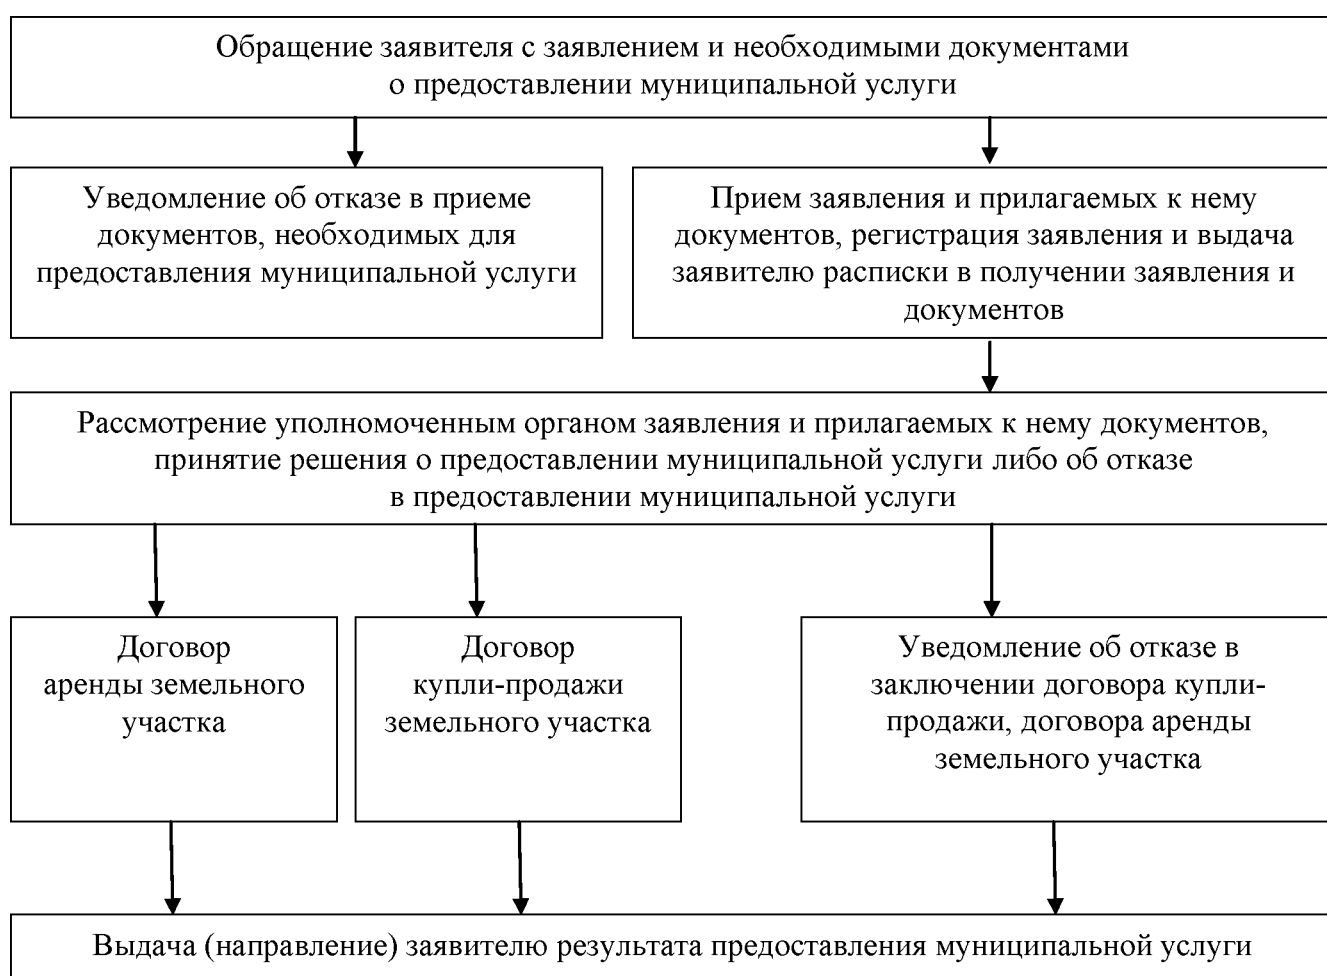 Обращение заявителя с заявлением и необходимыми документами
о предоставлении муниципальной услуги
Уведомление об отказе в приеме
документов, необходимых для
предоставления муниципальной услуги
Прием заявления и прилагаемых к нему
документов, регистрация заявления и выдача
заявителю расписки в получении заявления и
документов
Рассмотрение уполномоченным органом заявления и прилагаемых к нему документов,
принятие решения о предоставлении муниципальной услуги либо об отказе
в предоставлении муниципальной услуги
Договор
аренды земельного
участка
Договор
купли-продажи
земельного участка
Уведомление об отказе в
заключении договора купли-
продажи, договора аренды
земельного участка
Выдача (направление) заявителю результата предоставления муниципальной услуги